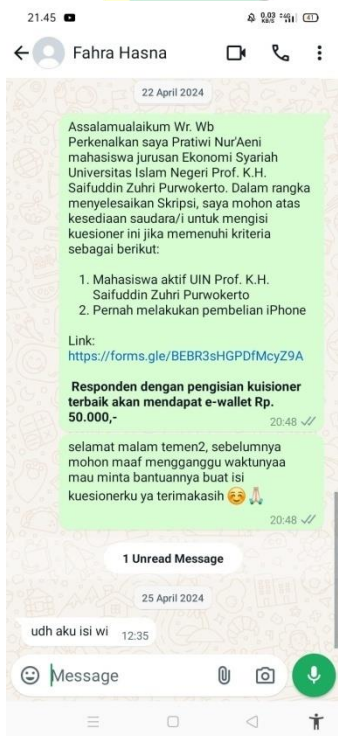 21.45
0,03 KB/S 4G 41
Fahra Hasna
22 April 2024
Assalamualaikum Wr. Wb
Perkenalkan saya Pratiwi Nur'Aeni
mahasiswa jurusan Ekonomi Syariah
Universitas Islam Negeri Prof. K.H.
Saifuddin Zuhri Purwokerto. Dalam rangka
menyelesaikan Skripsi, saya mohon atas
kesediaan saudara/i untuk mengisi
kuesioner ini jika memenuhi kriteria
sebagai berikut:
1. Mahasiswa aktif UIN Prof. K.H.
Saifuddin Zuhri Purwokerto
2. Pernah melakukan pembelian iPhone
Link:
https://forms.gle/BEBR3sHGPDfMcyZ9A
Responden dengan pengisian kuisioner
terbaik akan mendapat e-wallet Rp.
50.000,-
20:48
selamat malam temen2, sebelumnya
mohon maaf mengganggu waktunyaa
mau minta bantuannya buat isi
kuesionerku ya terimakasih ☺️🙏🏻
20:48
1 Unread Message
25 April 2024
udh aku isi wi 12:35
Message